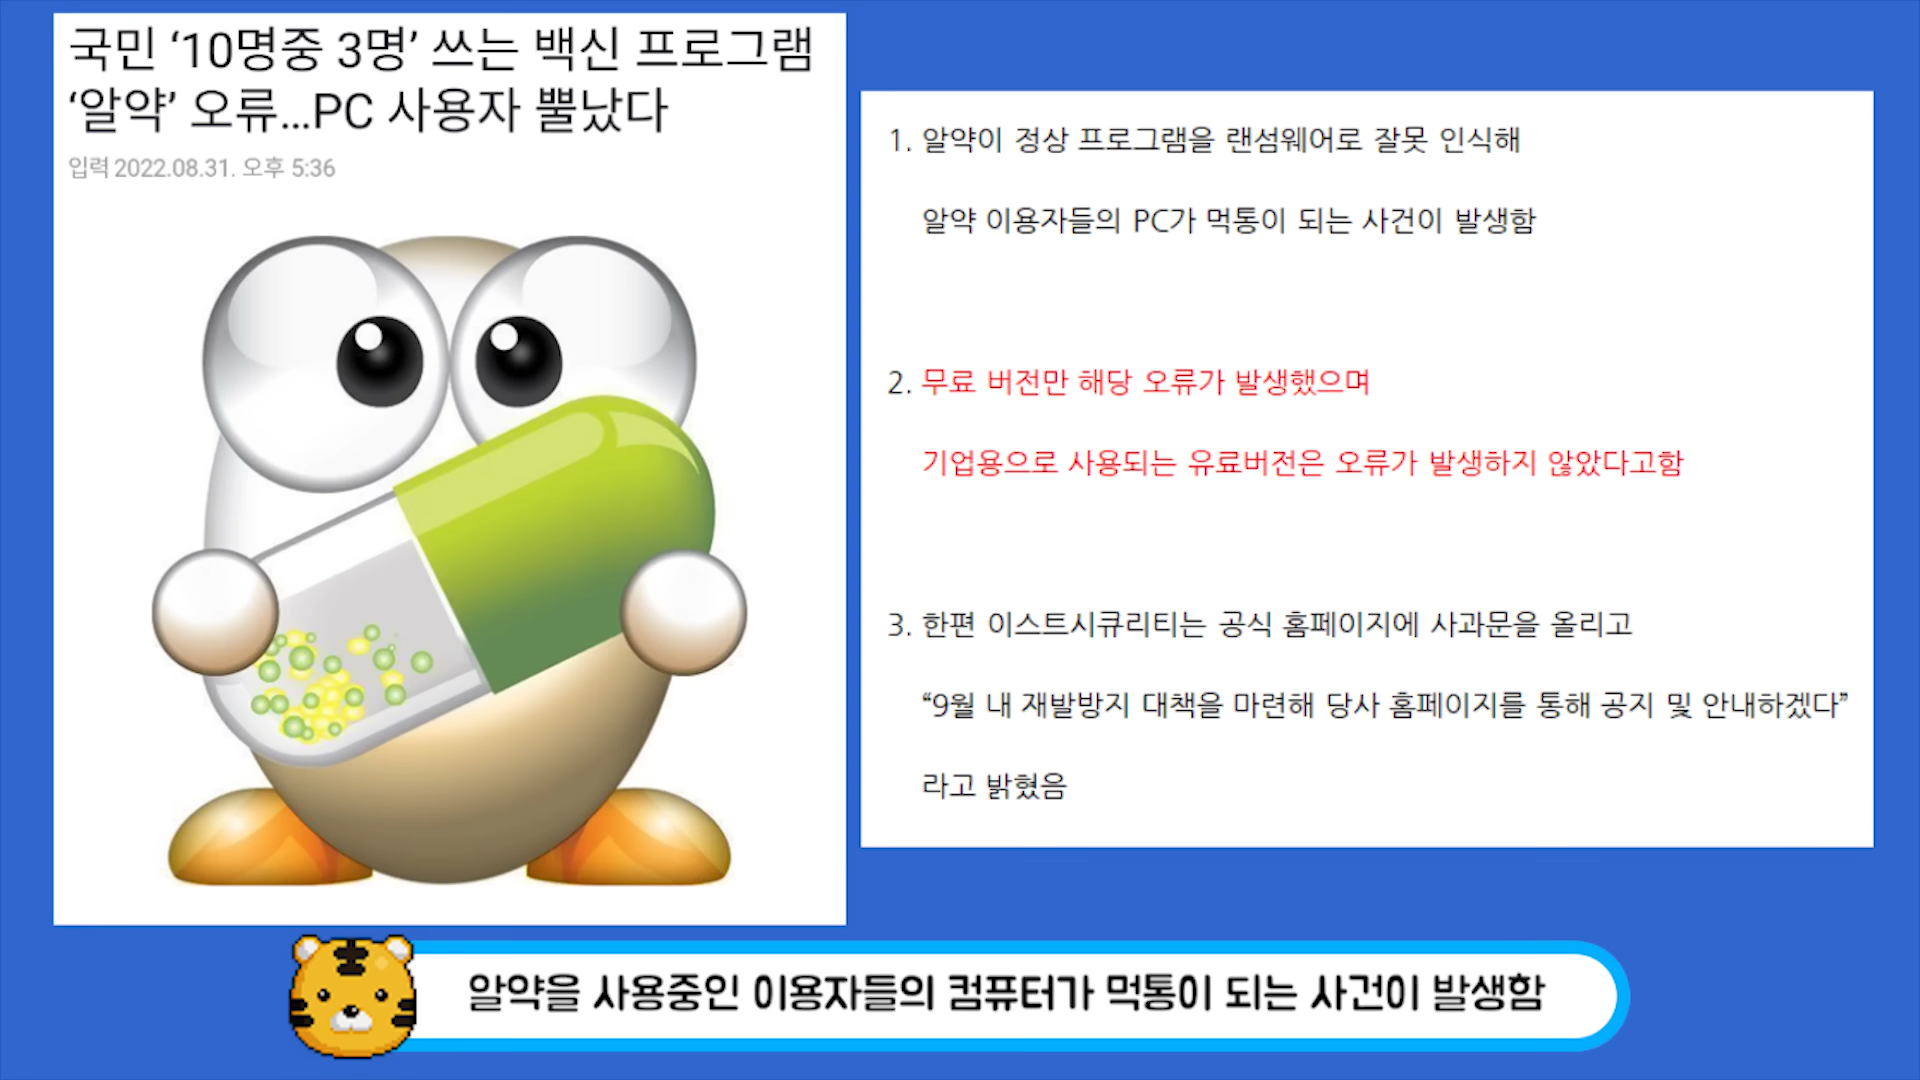 국민 ‘10명중 3명’ 쓰는 백신 프로그램
‘알약’ 오류...PC 사용자 뿔났다
입력 2022.08.31. 오후 5:36
1. 알약이 정상 프로그램을 랜섬웨어로 잘못 인식해
알약 이용자들의 PC가 먹통이 되는 사건이 발생함
2. 무료 버전만 해당 오류가 발생했으며
기업용으로 사용되는 유료버전은 오류가 발생하지 않았다고함
3. 한편 이스트시큐리티는 공식 홈페이지에 사과문을 올리고
“9월 내 재발방지 대책을 마련해 당사 홈페이지를 통해 공지 및 안내하겠다”
라고 밝혔음
알약을 사용중인 이용자들의 컴퓨터가 먹통이 되는 사건이 발생함